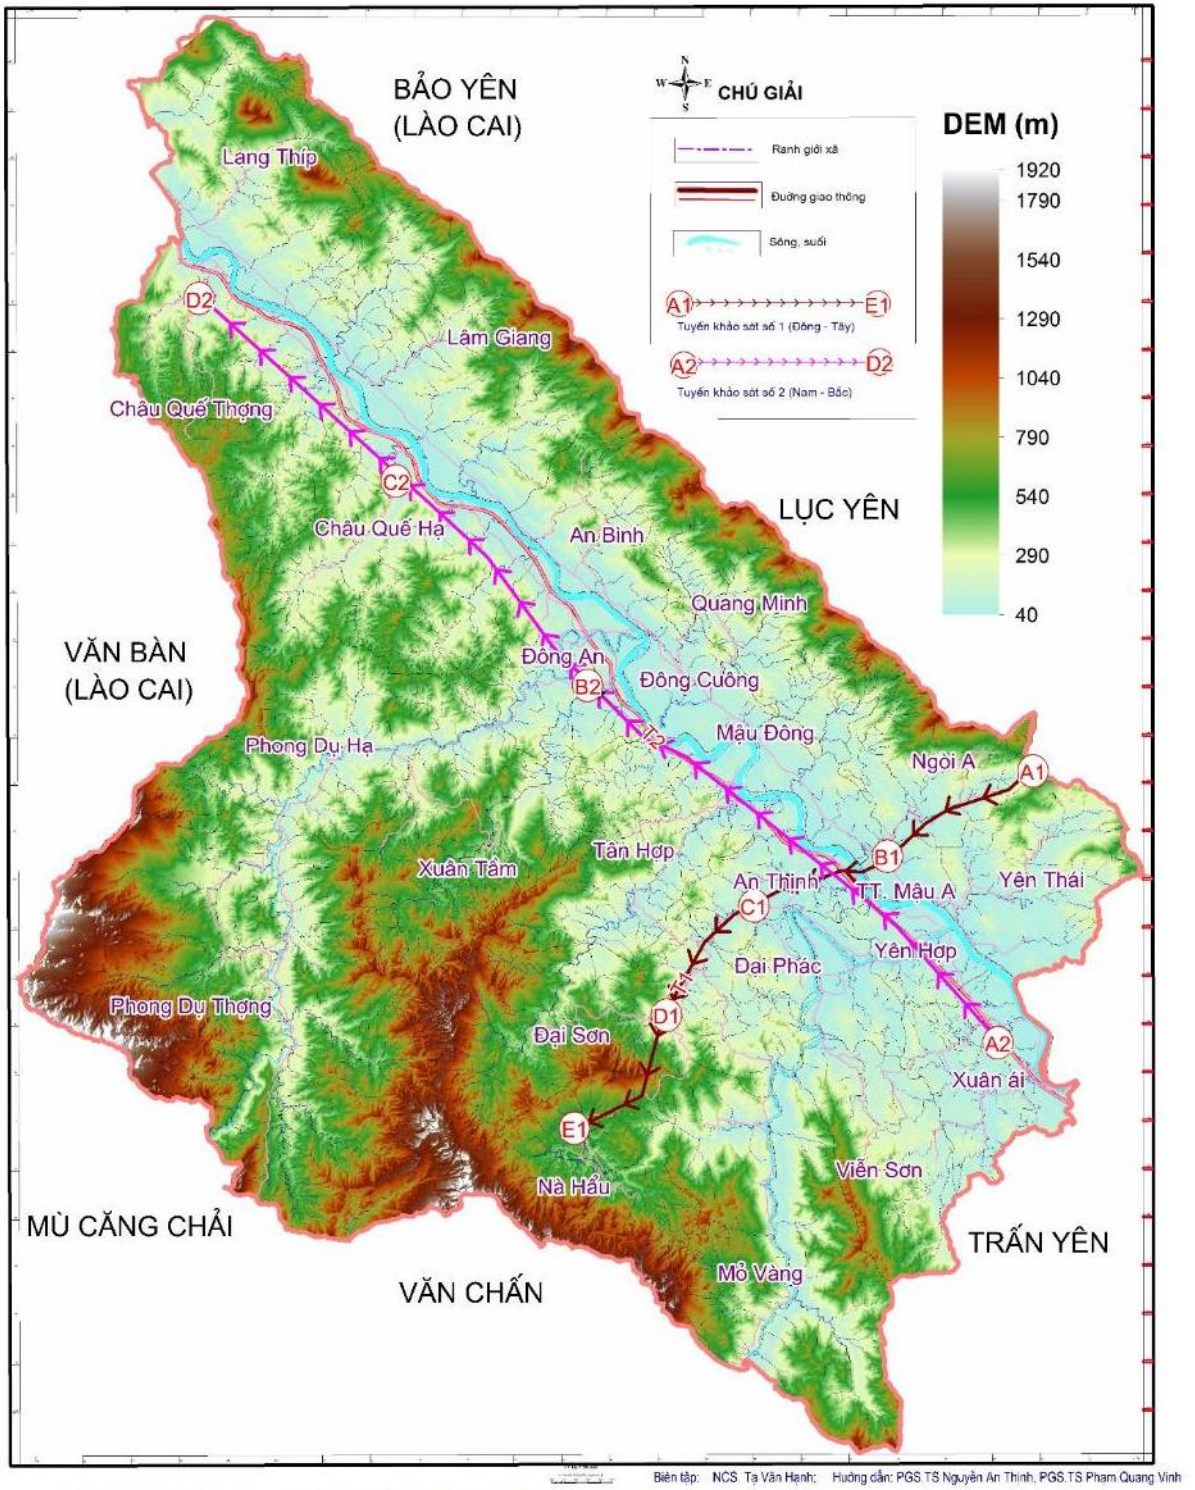 BẢO YÊN
(LÀO CAI)
N
W E
S
CHÚ GIẢI
Ranh giới xã
Đường giao thông
Sông, suối
A1 E1
Tuyến khảo sát số 1 (Đông - Tây)
A2 D2
Tuyến khảo sát số 2 (Nam - Bắc)
DEM (m)
1920
1790
1540
1290
1040
790
540
290
40
Lang Thíp
D2
Lâm Giang
Châu Quế Thợng
C2
LỤC YÊN
Châu Quế Hạ
An Bình
Quang Minh
VĂN BÀN
(LÀO CAI)
Đông An
B2
Đông Cuông
T2
Mậu Đông
Phong Dụ Hạ
Ngòi A
A1
Tân Hợp
B1
Xuân Tầm
An Thịnh
TT. Mậu A
Yên Thái
C1
Yên Hợp
Đại Phác
T1
Phong Dụ Thợng
D1
Đại Sơn
A2
Xuân ái
E1
Viễn Sơn
Nà Hẩu
MÙ CĂNG CHẢI
TRẤN YÊN
Mỏ Vàng
VĂN CHẤN
Biên tập: NCS. Tạ Văn Hạnh; Hướng dẫn: PGS.TS Nguyễn An Thịnh, PGS.TS Phạm Quang Vinh